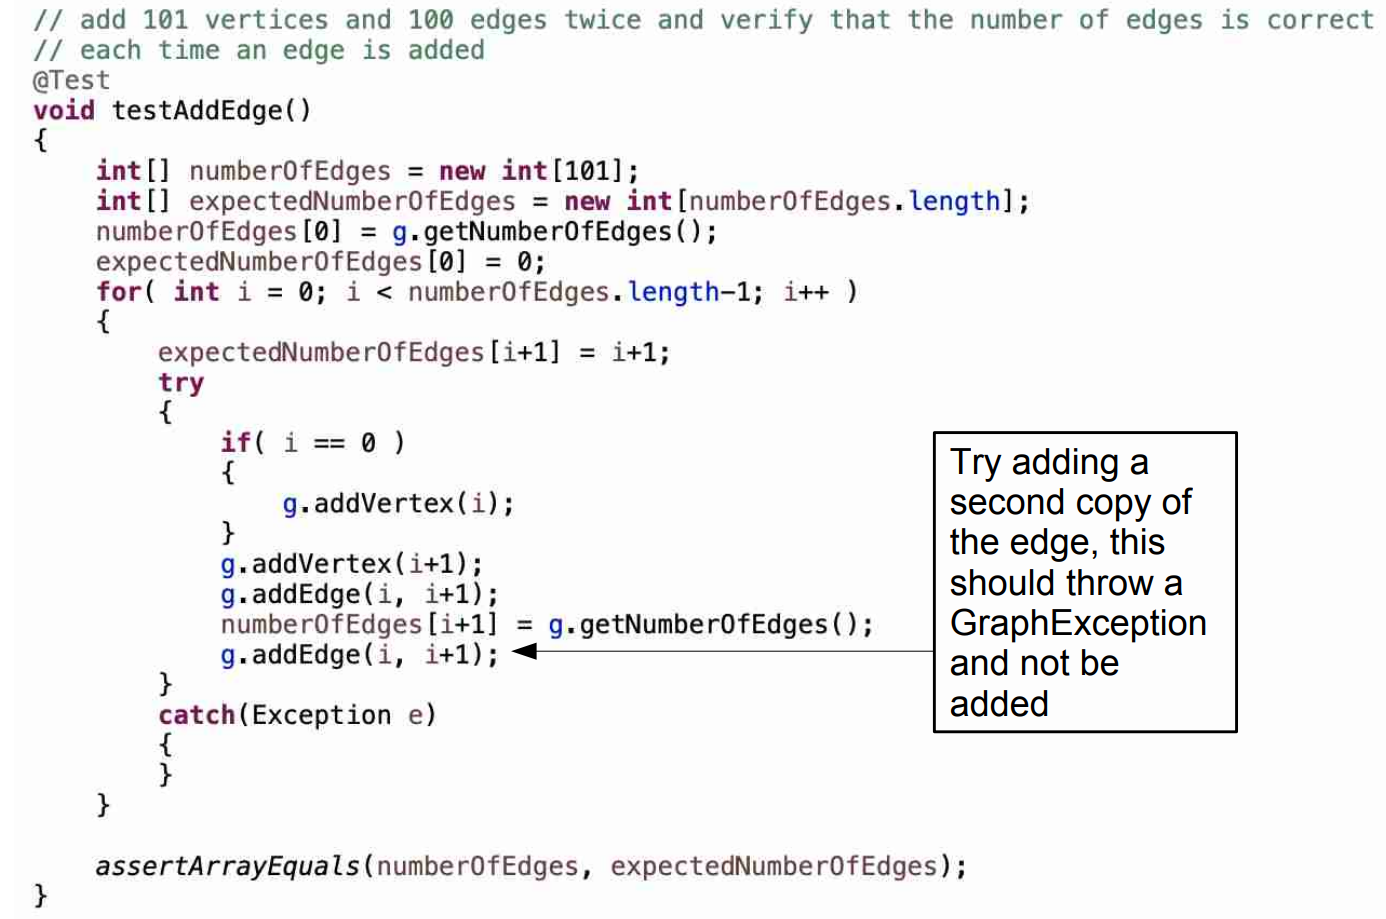 // add 101 vertices and 100 edges twice and verify that the number of edges is correct
// each time an edge is added
@Test
void testAddEdge()
{
    int[] numberOfEdges = new int[101];
    int[] expectedNumberOfEdges = new int[numberOfEdges.length];
    numberOfEdges[0] = g.getNumberOfEdges();
    expectedNumberOfEdges[0] = 0;
    for( int i = 0; i < numberOfEdges.length-1; i++ )
    {
        expectedNumberOfEdges[i+1] = i+1;
        try
        {
            if( i == 0 )
            {
                g.addVertex(i);
            }
            g.addVertex(i+1);
            g.addEdge(i, i+1);
            numberOfEdges[i+1] = g.getNumberOfEdges();
            g.addEdge(i, i+1);
        }
        catch(Exception e)
        {
        }
    }
    assertArrayEquals(numberOfEdges, expectedNumberOfEdges);
}
Try adding a
second copy of
the edge, this
should throw a
GraphException
and not be
added